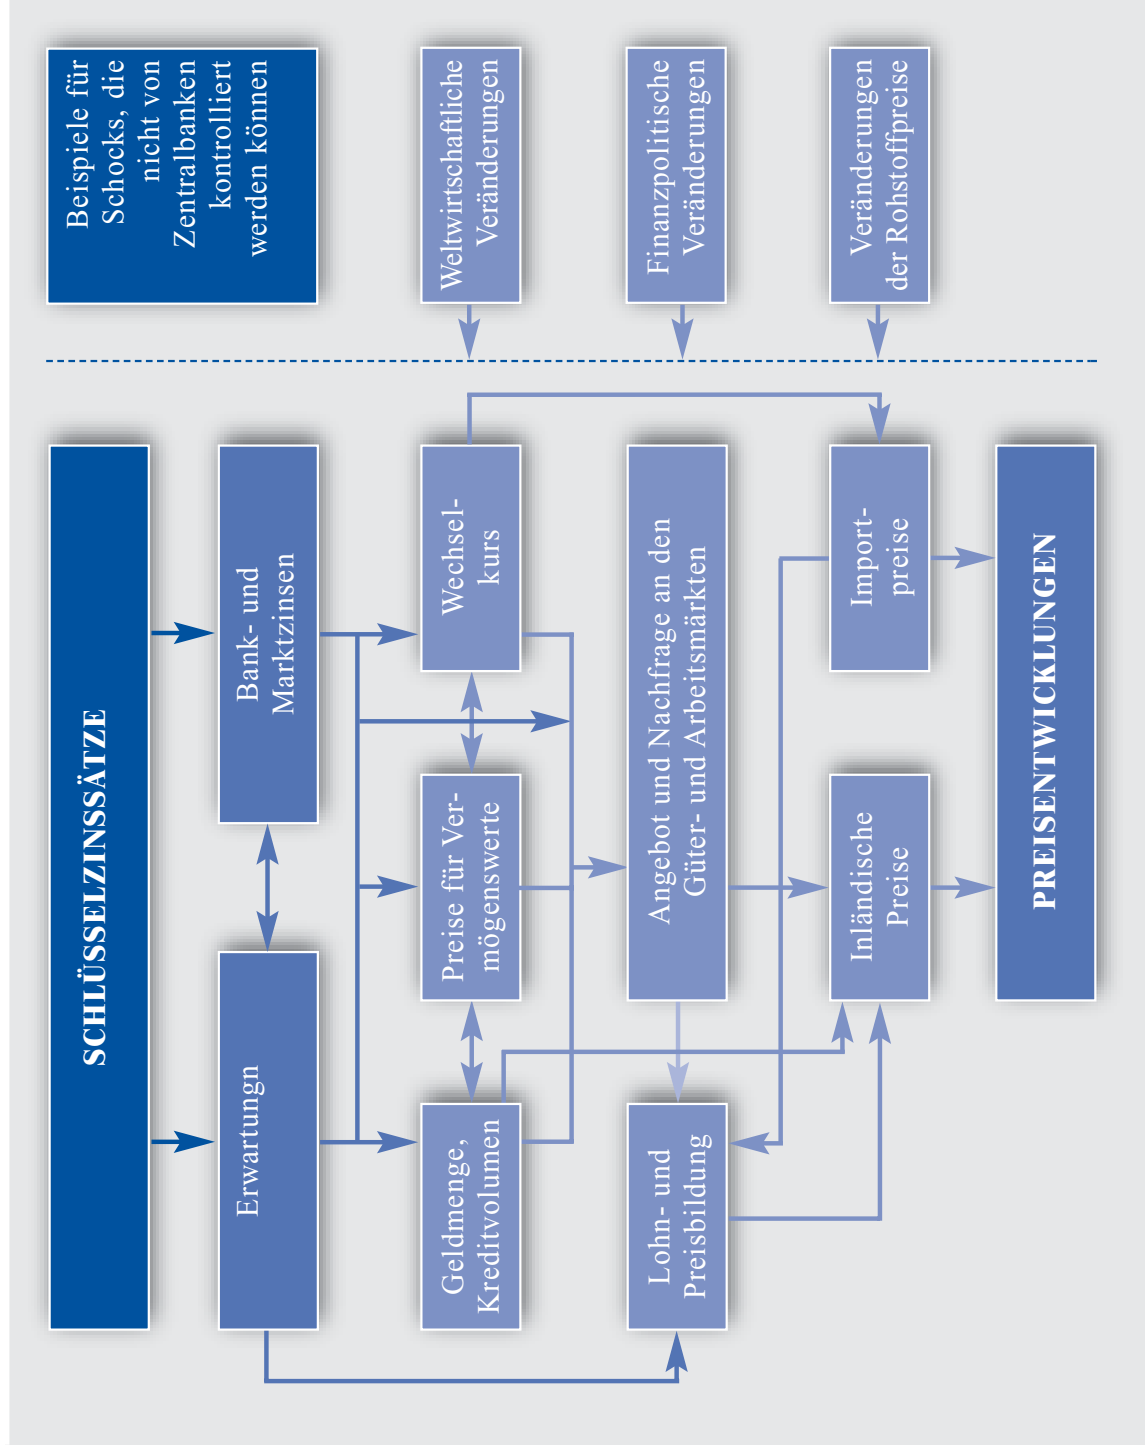 SCHLÜSSELZINSSÄTZE
Erwartungn
Bank- und
Marktzinsen
Geldmenge,
Kreditvolumen
Preise für Ver-
mögenswerte
Wechsel-
kurs
Lohn- und
Preisbildung
Angebot und Nachfrage an den
Güter- und Arbeitsmärkten
Inländische
Preise
Import-
preise
PREISENTWICKLUNGEN
Beispiele für
Schocks, die
nicht von
Zentralbanken
kontrolliert
werden können
Weltwirtschaftliche
Veränderungen
Finanzpolitische
Veränderungen
Veränderungen
der Rohstoffpreise